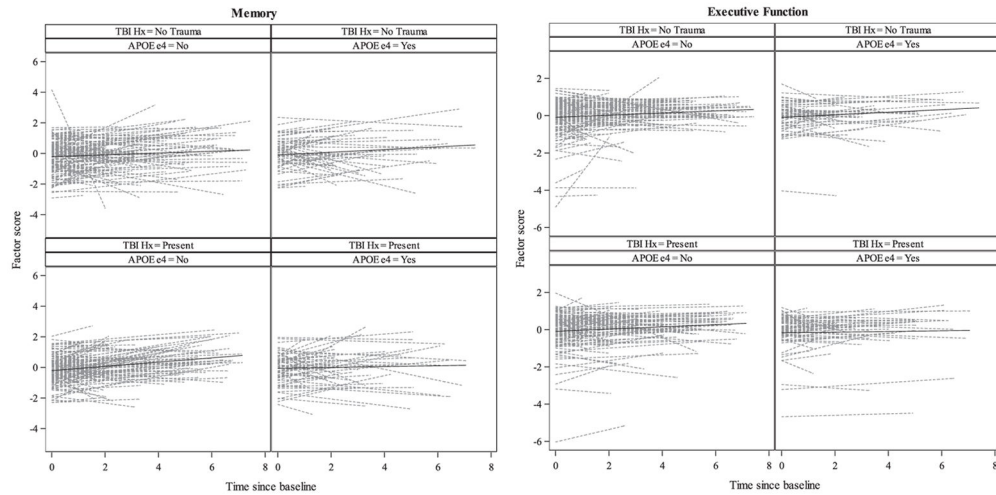 Memory
TBI Hx = No Trauma
TBI Hx = No Trauma
APOE e4 = No
APOE e4 = Yes
6
4
2
0
-2
-4
TBI Hx = Present
TBI Hx = Present
APOE e4 = No
APOE e4 = Yes
6
4
2
0
-2
-4
Factor score
0 2 4 6 8 0 2 4 6 8
Time since baseline
Executive Function
TBI Hx = No Trauma
TBI Hx = No Trauma
APOE e4 = No
APOE e4 = Yes
2
0
-2
-4
-6
TBI Hx = Present
TBI Hx = Present
APOE e4 = No
APOE e4 = Yes
2
0
-2
-4
-6
Factor score
0 2 4 6 8 0 2 4 6 8
Time since baseline